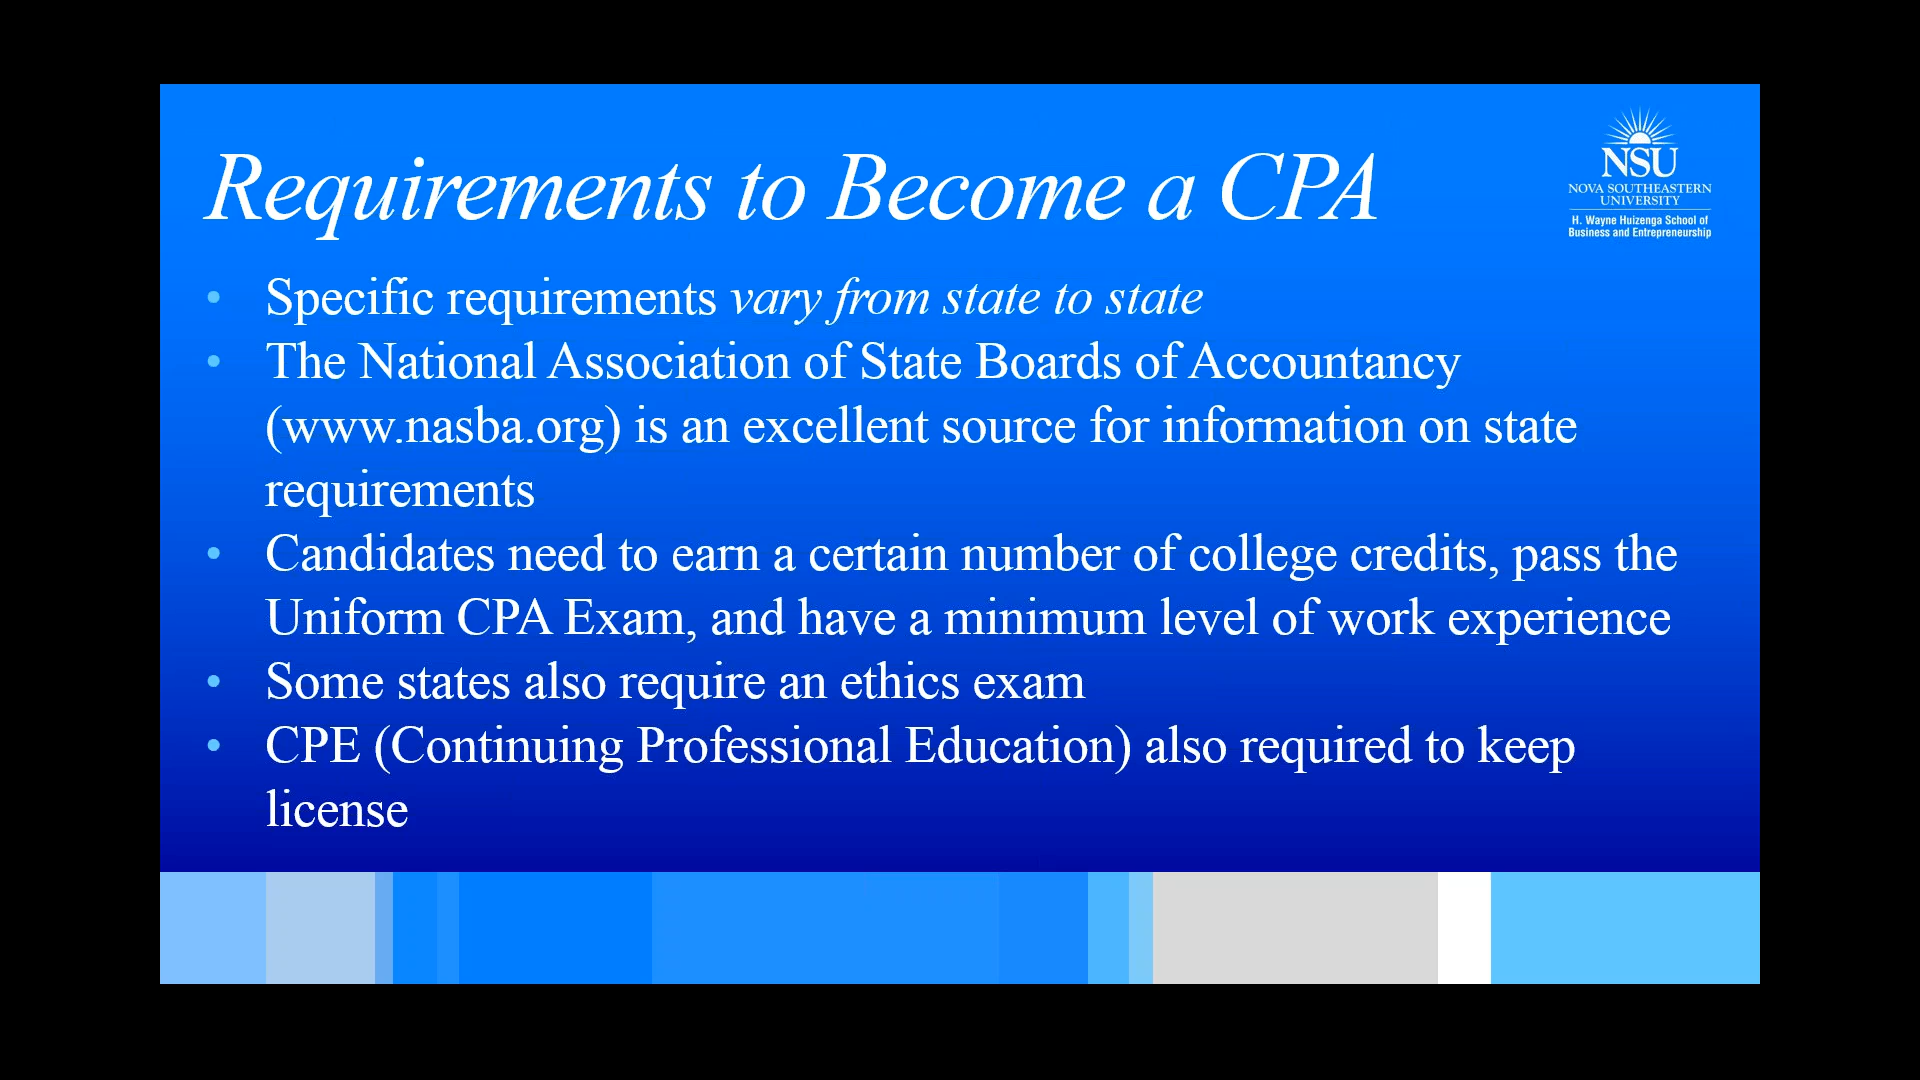 Requirements to Become a CPA
NSU
NOVA SOUTHEASTERN
UNIVERSITY
H. Wayne Huizenga School of
Business and Entrepreneurship
• Specific requirements vary from state to state
• The National Association of State Boards of Accountancy
(www.nasba.org) is an excellent source for information on state
requirements
• Candidates need to earn a certain number of college credits, pass the
Uniform CPA Exam, and have a minimum level of work experience
• Some states also require an ethics exam
• CPE (Continuing Professional Education) also required to keep
license